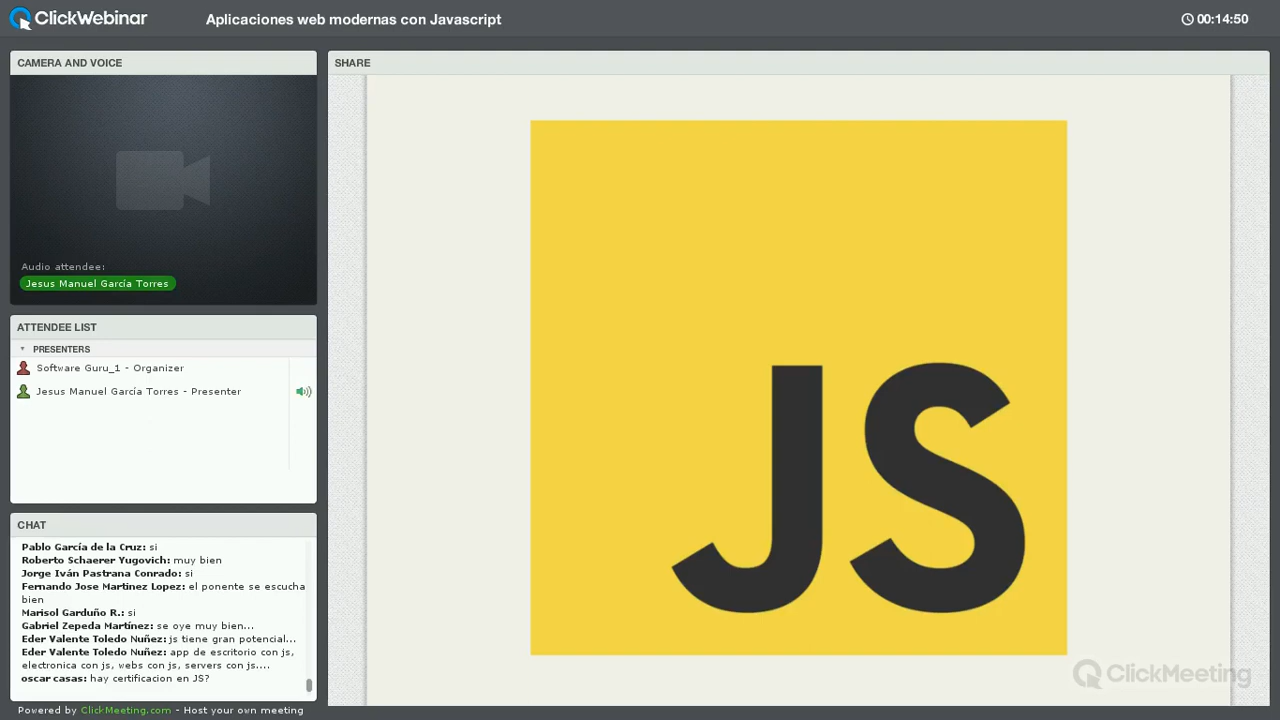 ClickWebinar
Aplicaciones web modernas con Javascript
00:14:50
CAMERA AND VOICE
Audio attendee:
Jesus Manuel García Torres
ATTENDEE LIST
PRESENTERS
Software Guru_1 - Organizer
Jesus Manuel García Torres - Presenter
CHAT
Pablo García de la Cruz: si
Roberto Schaerer Yugovich: muy bien
Jorge Iván Pastrana Conrado: si
Fernando Jose Martinez Lopez: el ponente se escucha
bien
Marisol Garduño R.: si
Gabriel Zepeda Martínez: se oye muy bien...
Eder Valente Toledo Nuñez: js tiene gran potencial...
Eder Valente Toledo Nuñez: app de escritorio con js,
electronica con js, webs con js, servers con js....
oscar casas: hay certificacion en JS?
Powered by ClickMeeting.com - Host your own meeting
SHARE
JS
ClickMeeting